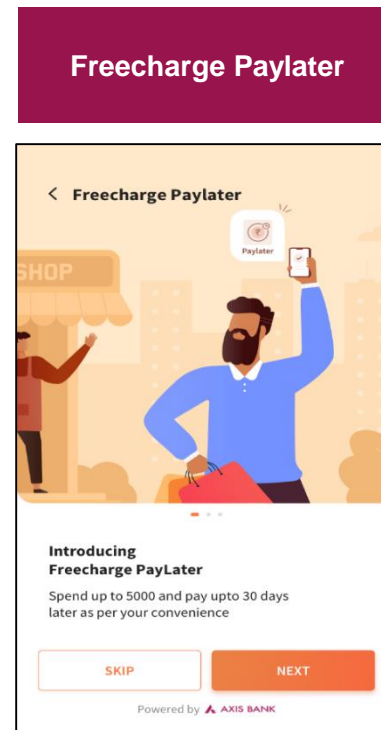 Freecharge Paylater
< Freecharge Paylater
Paylater
SHOP
Introducing
Freecharge PayLater
Spend up to 5000 and pay upto 30 days
later as per your convenience
SKIP
NEXT
Powered by AXIS BANK